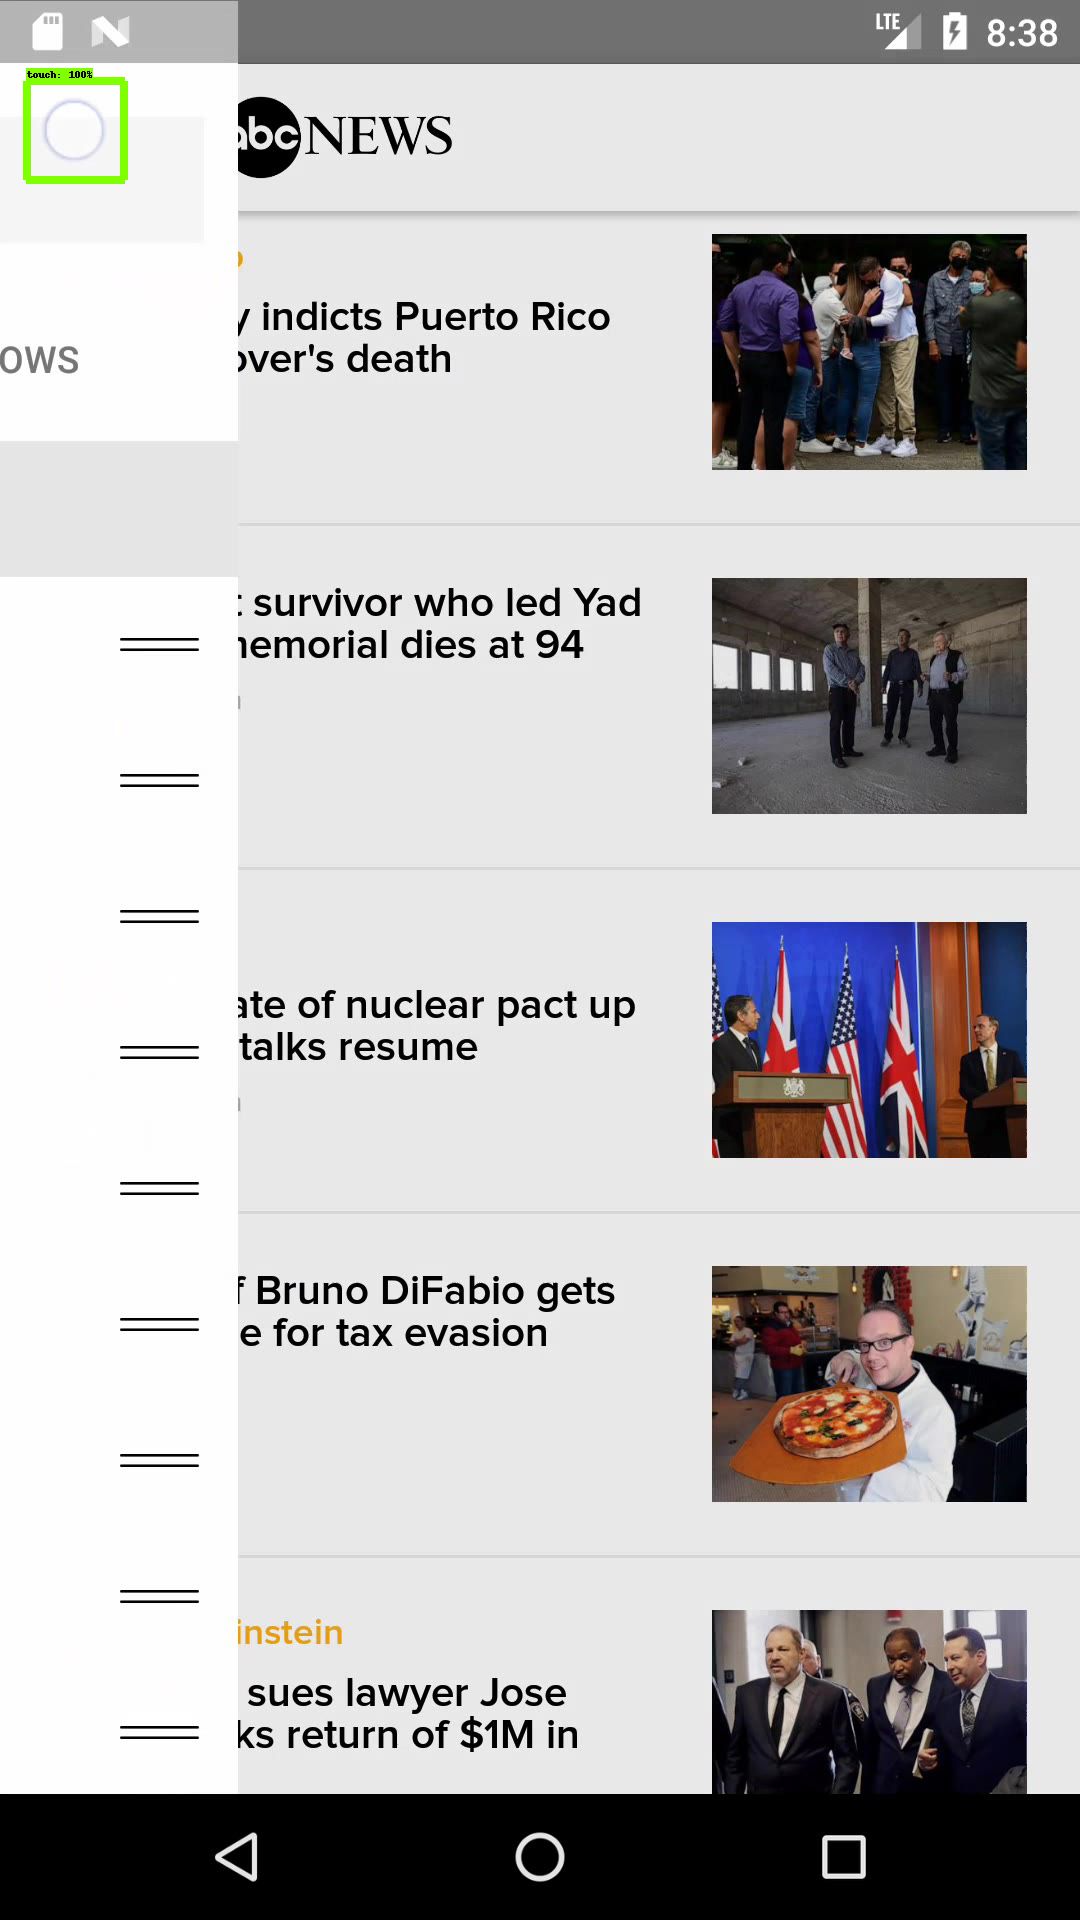 LTE 8:38
touch: 100%
abc NEWS
indicts Puerto Rico
over's death
OWS
survivor who led Yad
memorial dies at 94
ate of nuclear pact up
talks resume
f Bruno DiFabio gets
e for tax evasion
instein
sues lawyer Jose
ks return of $1M in